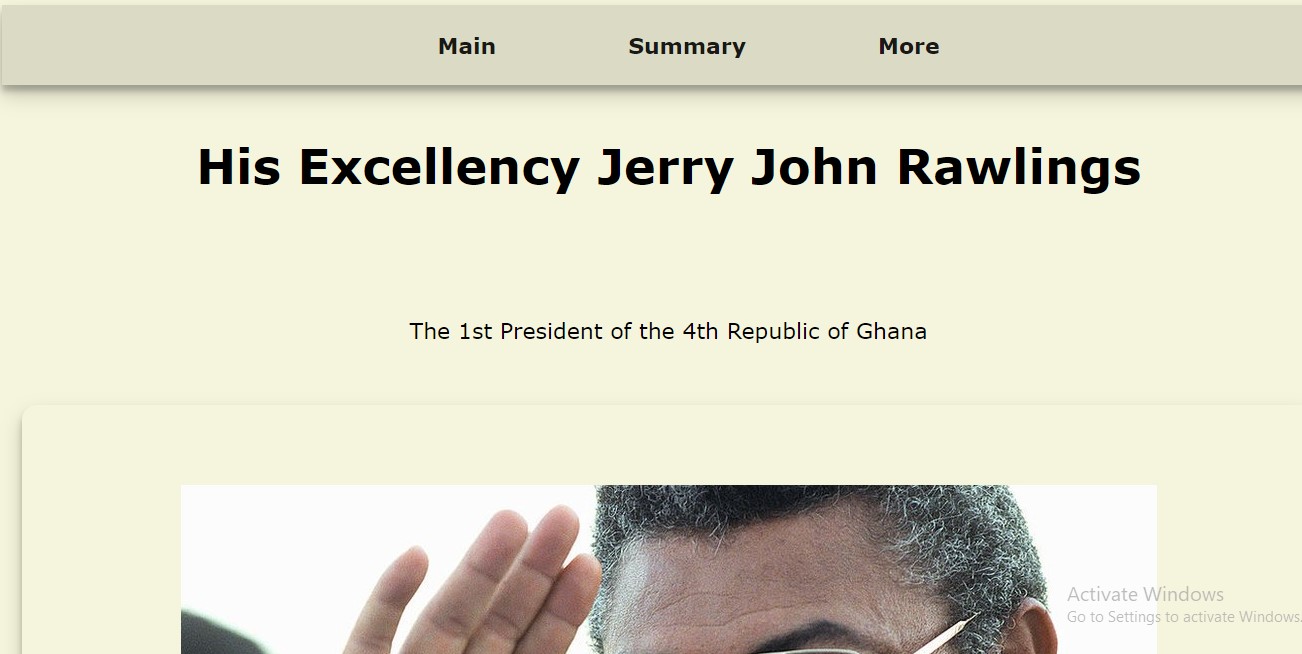 Main Summary More
His Excellency Jerry John Rawlings
The 1st President of the 4th Republic of Ghana
Activate Windows
Go to Settings to activate Windows.